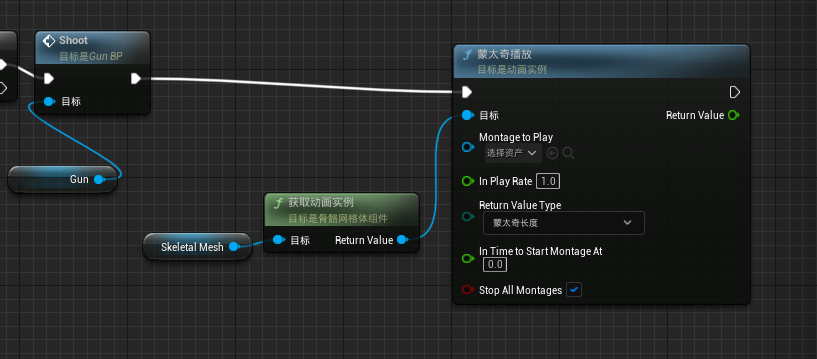 Shoot
目标是Gun BP
目标
Gun
Skeletal Mesh
获取动画实例
目标是骨骼网格体组件
目标
Return Value
蒙太奇播放
目标是动画实例
目标
Return Value
Montage to Play
选择资产
In Play Rate
1.0
Return Value Type
蒙太奇长度
In Time to Start Montage At
0.0
Stop All Montages